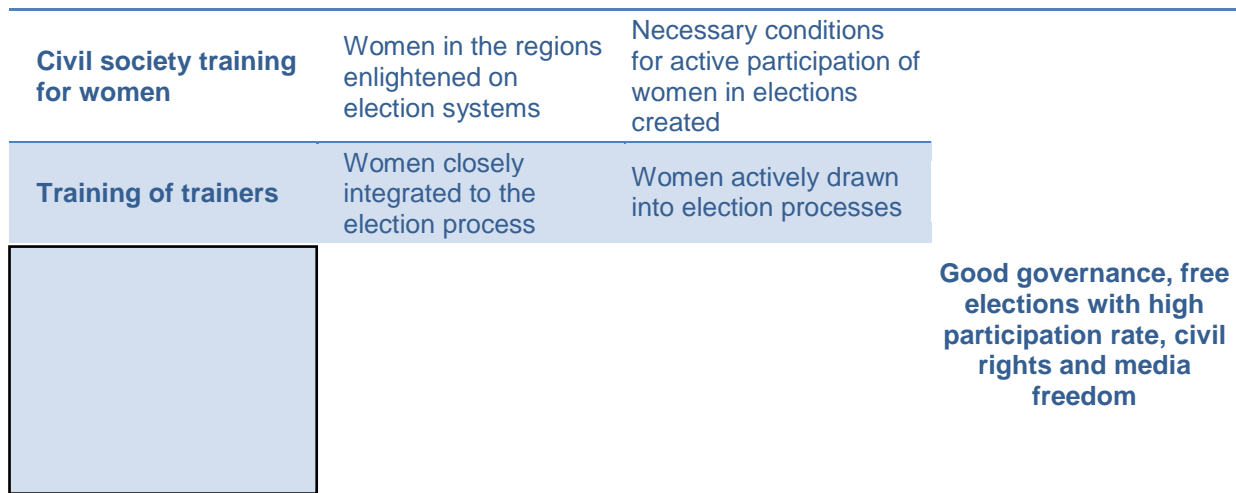 Civil society training
for women
Women in the regions
enlightened on
election systems
Necessary conditions
for active participation of
women in elections
created
Training of trainers
Women closely
integrated to the
election process
Women actively drawn
into election processes
Good governance, free
elections with high
participation rate, civil
rights and media
freedom